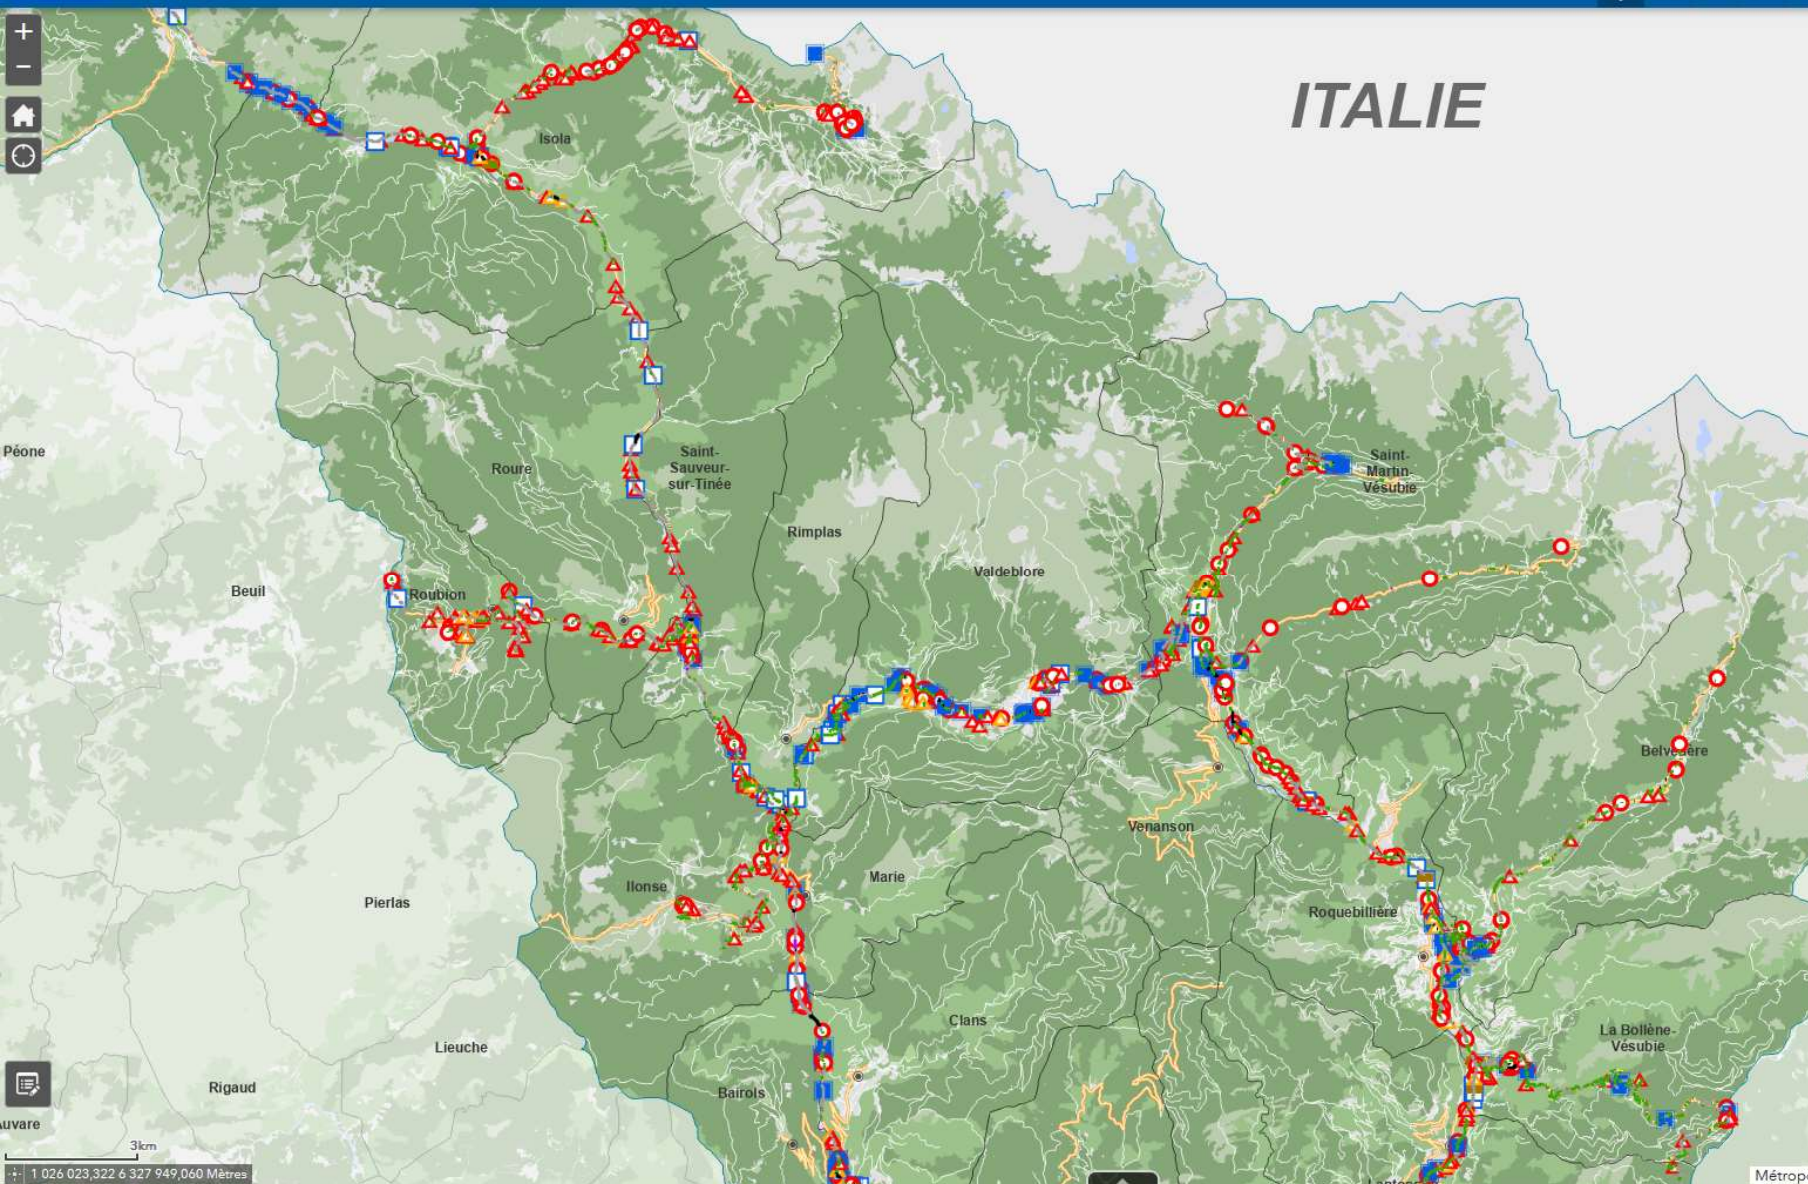 +
−
ITALIE
Isola
Péone
Roure
Saint-
Sauveur-
sur-Tinée
Saint-
Martin-
Vésubie
Rimplas
Valdeblore
Beuil
Roubion
Belvédère
Venanson
Ilonse
Marie
Pierlas
Roquebillière
Clans
La Bollène-
Vésubie
Lieuche
Rigaud
Bairols
3km
1 026 023,322 6 327 949,060 Mètres